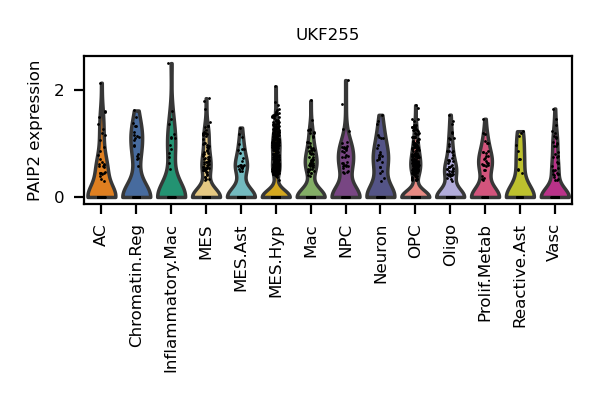 UKF255
PAIP2 expression
2
0
AC
Chromatin.Reg
Inflammatory.Mac
MES
MES.Ast
MES.Hyp
Mac
NPC
Neuron
OPC
Oligo
Prolif.Metab
Reactive.Ast
Vasc